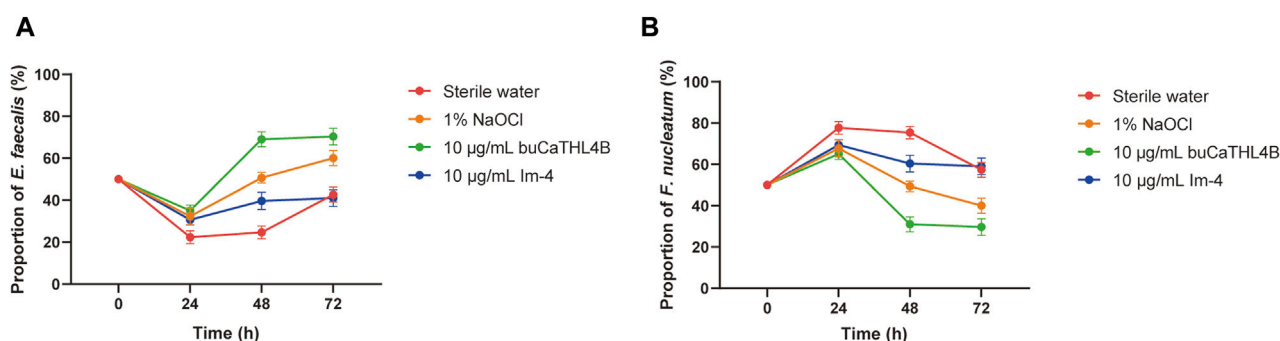 A
Proportion of E. faecalis (%)
100
80
60
40
20
0
0 24 48 72
Time (h)
Sterile water
1% NaOCl
10 μg/mL buCaTHL4B
10 μg/mL Im-4
B
Proportion of F. nucleatum (%)
100
80
60
40
20
0
0 24 48 72
Time (h)
Sterile water
1% NaOCl
10 μg/mL buCaTHL4B
10 μg/mL Im-4